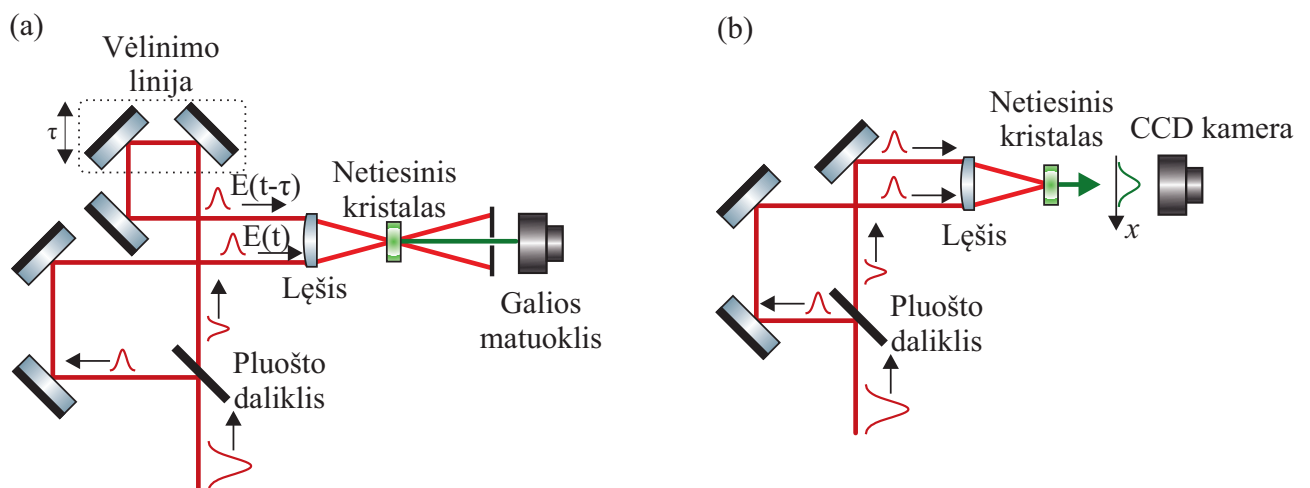 (a)
Vėlinimo
linija
τ
E(t-τ)
E(t)
Netiesinis
kristalas
Lęšis
Galios
matuoklis
Pluošto
daliklis
(b)
Netiesinis
kristalas
CCD kamera
x
Lęšis
Pluošto
daliklis